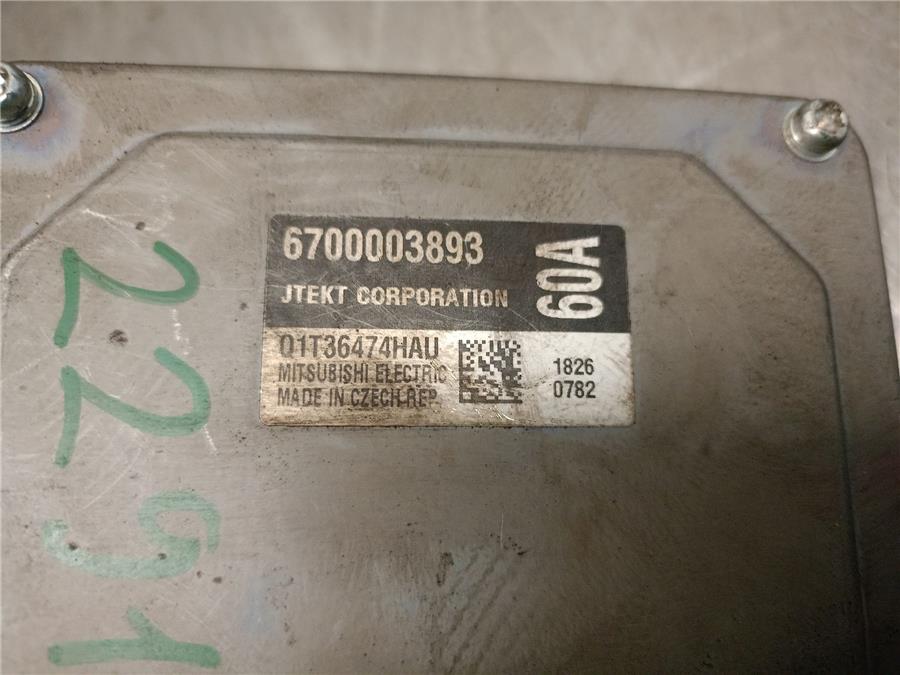 6700003893
JTEKT CORPORATION
60A
Q1T36474HAU
MITSUBISHI ELECTRIC
MADE IN CZECH.REP
1826
0782
2291